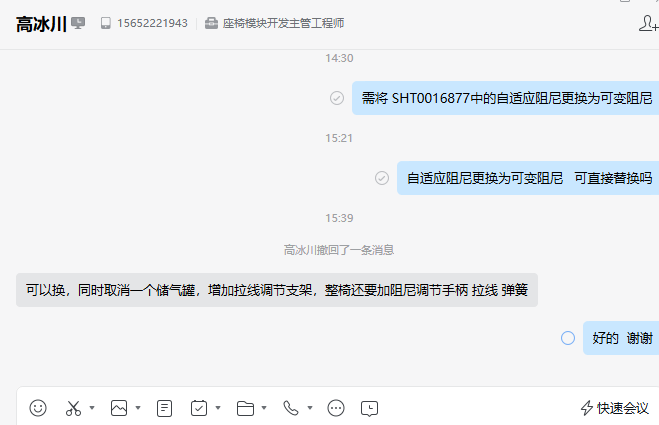 高冰川 15652221943 座椅模块开发主管工程师
14:30
需将 SHT0016877中的自适应阻尼更换为可变阻尼
15:21
自适应阻尼更换为可变阻尼 可直接替换吗
15:39
高冰川撤回了一条消息
可以换，同时取消一个储气罐，增加拉线调节支架，整椅还要加阻尼调节手柄 拉线 弹簧
好的 谢谢
快速会议